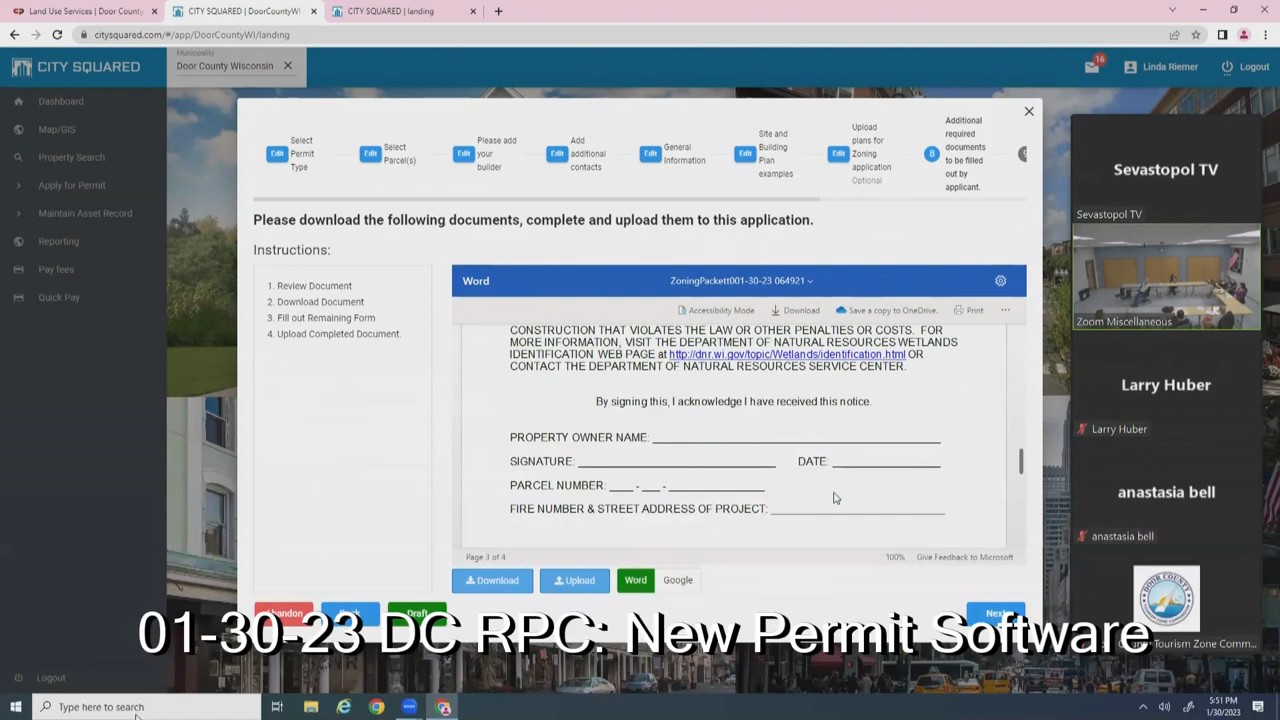 Land Use Services | Door County
CITY SQUARED | DoorCountyWI
CITY SQUARED | landing
citysquared.com/#/app/DoorCountyWI/landing
CITY SQUARED
Municipality
Door County Wisconsin
16
Linda Riemer
Logout
Dashboard
Map/GIS
Property Search
Apply for Permit
Maintain Asset Record
Reporting
Pay fees
Quick Pay
Logout
Edit
Select
Permit
Type
Edit
Select
Parcel(s)
Edit
Please add
your
builder
Edit
Add
additional
contacts
Edit
General
Information
Edit
Site and
Building
Plan
examples
Edit
Upload
plans for
Zoning
application
Optional
8
Additional
required
documents
to be filled
out by
applicant.
Please download the following documents, complete and upload them to this application.
Instructions:
1. Review Document
2. Download Document
3. Fill out Remaining Form
4. Upload Completed Document.
Word
ZoningPackett001-30-23 064921
Accessibility Mode
Download
Save a copy to OneDrive.
Print
CONSTRUCTION THAT VIOLATES THE LAW OR OTHER PENALTIES OR COSTS. FOR
MORE INFORMATION, VISIT THE DEPARTMENT OF NATURAL RESOURCES WETLANDS
IDENTIFICATION WEB PAGE at http://dnr.wi.gov/topic/Wetlands/identification.html OR
CONTACT THE DEPARTMENT OF NATURAL RESOURCES SERVICE CENTER.
By signing this, I acknowledge I have received this notice.
PROPERTY OWNER NAME:
SIGNATURE: DATE:
PARCEL NUMBER: - -
FIRE NUMBER & STREET ADDRESS OF PROJECT:
Page 3 of 4
100%
Give Feedback to Microsoft
Download
Upload
Word
Google
Abandon
Back
Draft
Next
Sevastopol TV
Sevastopol TV
Zoom Miscellaneous
Larry Huber
Larry Huber
anastasia bell
anastasia bell
DOOR COUNTY
Tourism Zone Comm...
01-30-23 DC RPC: New Permit Software
Type here to search
5:51 PM
1/30/2023